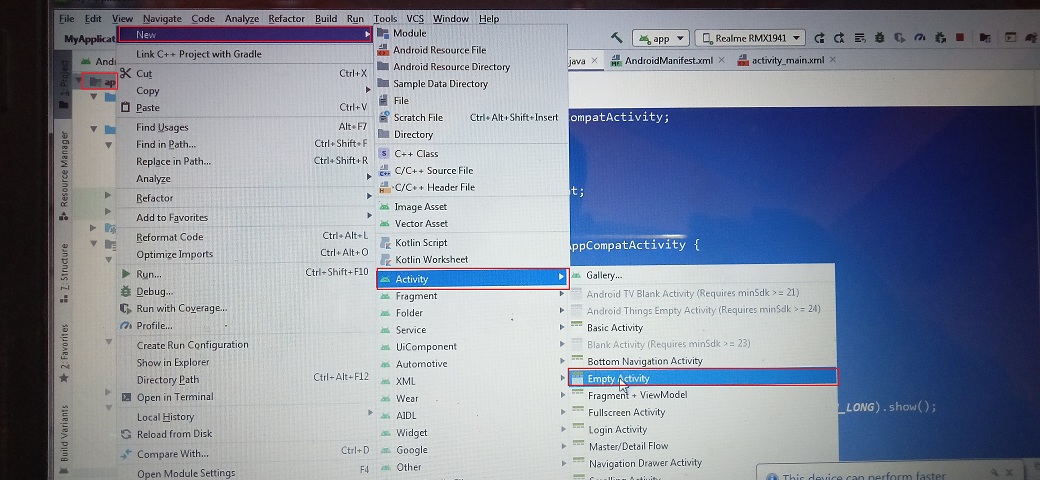 File Edit View Navigate Code Analyze Refactor Build Run Tools VCS Window Help
MyApplicat
app
Realme RMX1941
java
AndroidManifest.xml
activity_main.xml
1: Project
Resource Manager
7: Structure
2: Favorites
Build Variants
Andr
ap
New
Link C++ Project with Gradle
Cut Ctrl+X
Copy
Paste Ctrl+V
Find Usages Alt+F7
Find in Path... Ctrl+Shift+F
Replace in Path... Ctrl+Shift+R
Analyze
Refactor
Add to Favorites
Reformat Code Ctrl+Alt+L
Optimize Imports Ctrl+Alt+O
Run... Ctrl+Shift+F10
Debug...
Run with Coverage...
Profile...
Create Run Configuration
Show in Explorer
Directory Path Ctrl+Alt+F12
Open in Terminal
Local History
Reload from Disk
Compare With... Ctrl+D
Open Module Settings F4
Module
Android Resource File
Android Resource Directory
Sample Data Directory
File
Scratch File Ctrl+Alt+Shift+Insert
Directory
C++ Class
C/C++ Source File
C/C++ Header File
Image Asset
Vector Asset
Kotlin Script
Kotlin Worksheet
Activity
Fragment
Folder
Service
UiComponent
Automotive
XML
Wear
AIDL
Widget
Google
Other
Gallery...
Android TV Blank Activity (Requires minSdk >= 21)
Android Things Empty Activity (Requires minSdk >= 24)
Basic Activity
Blank Activity (Requires minSdk >= 23)
Bottom Navigation Activity
Empty Activity
Fragment + ViewModel
Fullscreen Activity
Login Activity
Master/Detail Flow
Navigation Drawer Activity
ompatActivity;
t;
AppCompatActivity {
_LONG).show();
This device can perform faster